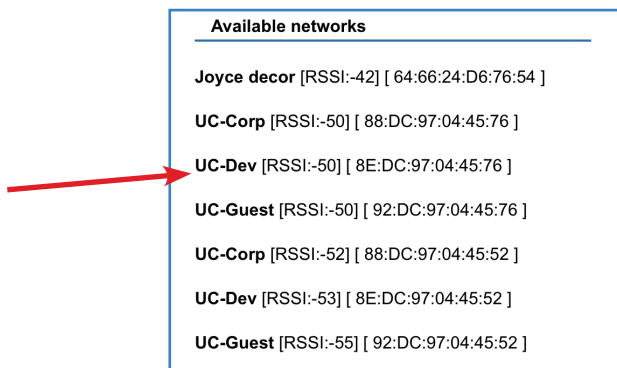 Available networks
Joyce decor [RSSI:-42] [ 64:66:24:D6:76:54 ]
UC-Corp [RSSI:-50] [ 88:DC:97:04:45:76 ]
UC-Dev [RSSI:-50] [ 8E:DC:97:04:45:76 ]
UC-Guest [RSSI:-50] [ 92:DC:97:04:45:76 ]
UC-Corp [RSSI:-52] [ 88:DC:97:04:45:52 ]
UC-Dev [RSSI:-53] [ 8E:DC:97:04:45:52 ]
UC-Guest [RSSI:-55] [ 92:DC:97:04:45:52 ]